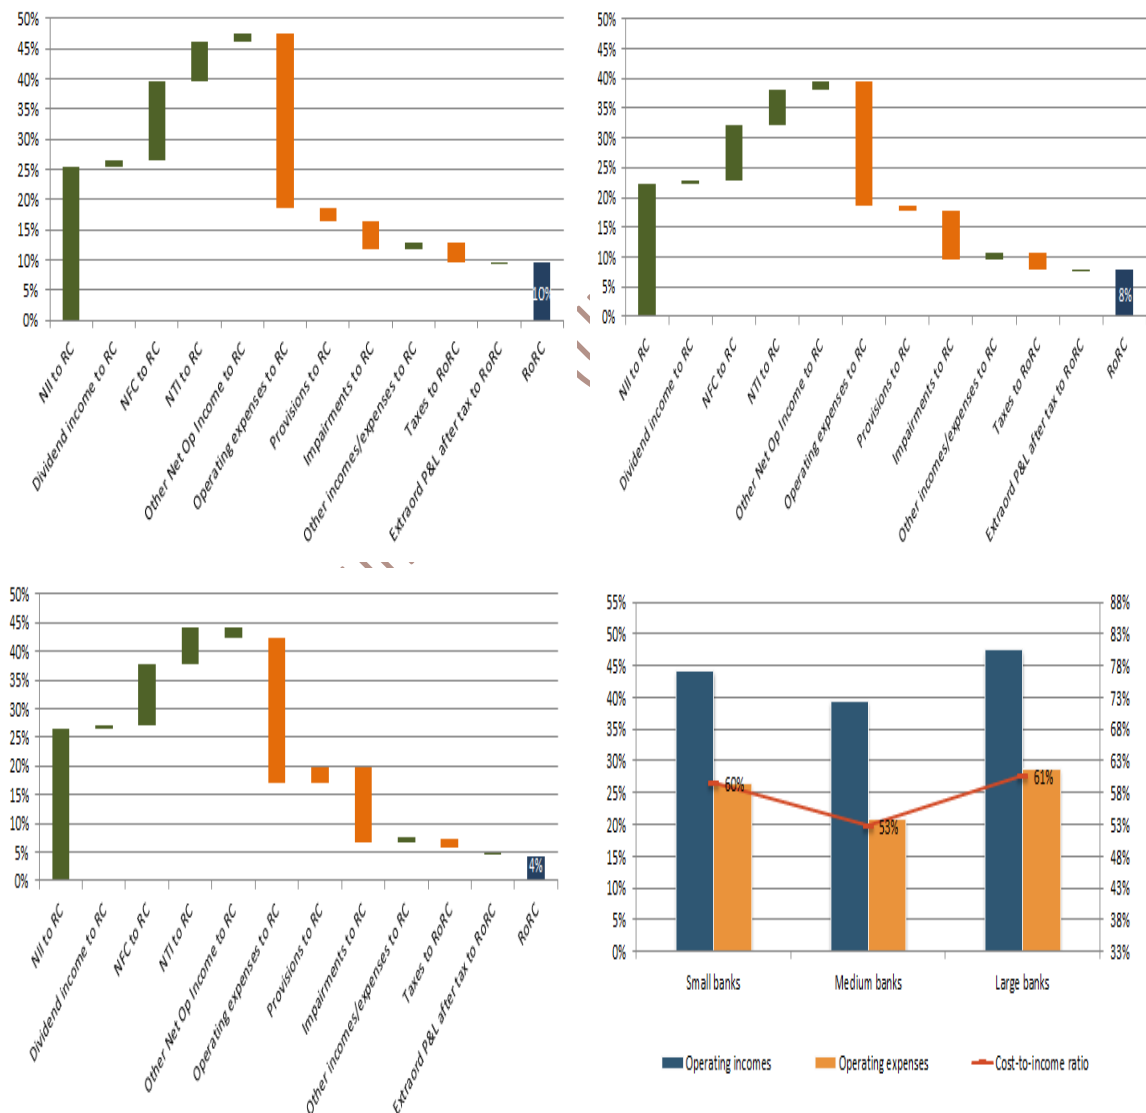 50%
45%
40%
35%
30%
25%
20%
15%
10%
5%
0%
10%
NII to RC
Dividend income to RC
NFC to RC
NTI to RC
Other Net Op Income to RC
Operating expenses to RC
Provisions to RC
Impairments to RC
Other incomes/expenses to RC
Taxes to RoRC
Extraord P&L after tax to RoRC
RoRC
50%
45%
40%
35%
30%
25%
20%
15%
10%
5%
0%
8%
NII to RC
Dividend income to RC
NFC to RC
NTI to RC
Other Net Op Income to RC
Operating expenses to RC
Provisions to RC
Impairments to RC
Other incomes/expenses to RC
Taxes to RoRC
Extraord P&L after tax to RoRC
RoRC
50%
45%
40%
35%
30%
25%
20%
15%
10%
5%
0%
4%
NII to RC
Dividend income to RC
NFC to RC
NTI to RC
Other Net Op Income to RC
Operating expenses to RC
Provisions to RC
Impairments to RC
Other incomes/expenses to RC
Taxes to RoRC
Extraord P&L after tax to RoRC
RoRC
55%
50%
45%
40%
35%
30%
25%
20%
15%
10%
5%
0%
88%
83%
78%
73%
68%
63%
58%
53%
48%
43%
38%
33%
60%
53%
61%
Small banks
Medium banks
Large banks
Operating incomes
Operating expenses
Cost-to-income ratio